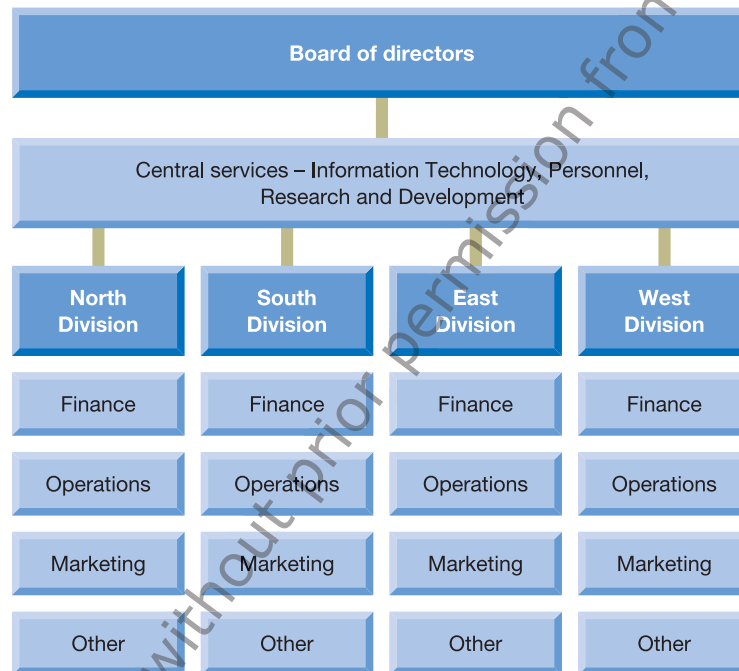 Board of directors
Central services – Information Technology, Personnel,
Research and Development
North
Division
South
Division
East
Division
West
Division
Finance
Finance
Finance
Finance
Operations
Operations
Operations
Operations
Marketing
Marketing
Marketing
Marketing
Other
Other
Other
Other
without prior permission from